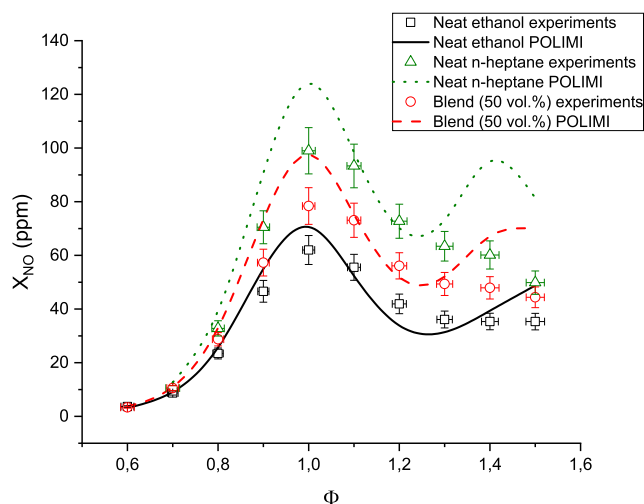 Neat ethanol experiments
Neat ethanol POLIMI
Neat n-heptane experiments
Neat n-heptane POLIMI
Blend (50 vol.%) experiments
Blend (50 vol.%) POLIMI
140
120
100
80
60
40
20
0
X_NO (ppm)
0,6 0,8 1,0 1,2 1,4 1,6
Φ